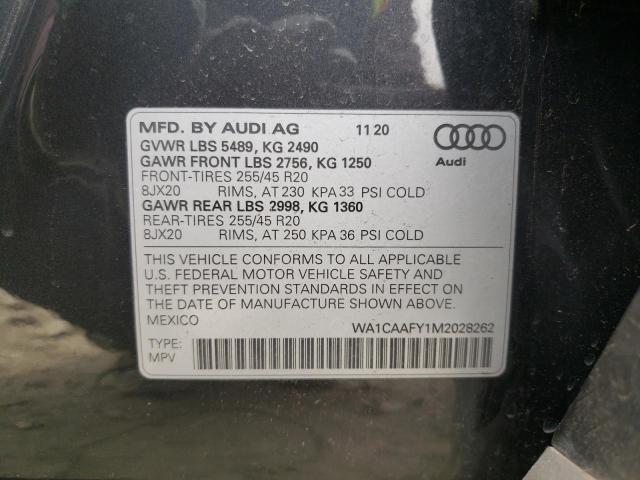 MFD. BY AUDI AG 11 20
GVWR LBS 5489, KG 2490
GAWR FRONT LBS 2756, KG 1250
FRONT-TIRES 255/45 R20
8JX20 RIMS, AT 230 KPA 33 PSI COLD
GAWR REAR LBS 2998, KG 1360
REAR-TIRES 255/45 R20
8JX20 RIMS, AT 250 KPA 36 PSI COLD
Audi
THIS VEHICLE CONFORMS TO ALL APPLICABLE
U.S. FEDERAL MOTOR VEHICLE SAFETY AND
THEFT PREVENTION STANDARDS IN EFFECT ON
THE DATE OF MANUFACTURE SHOWN ABOVE.
MEXICO
WA1CAAFY1M2028262
TYPE:
MPV